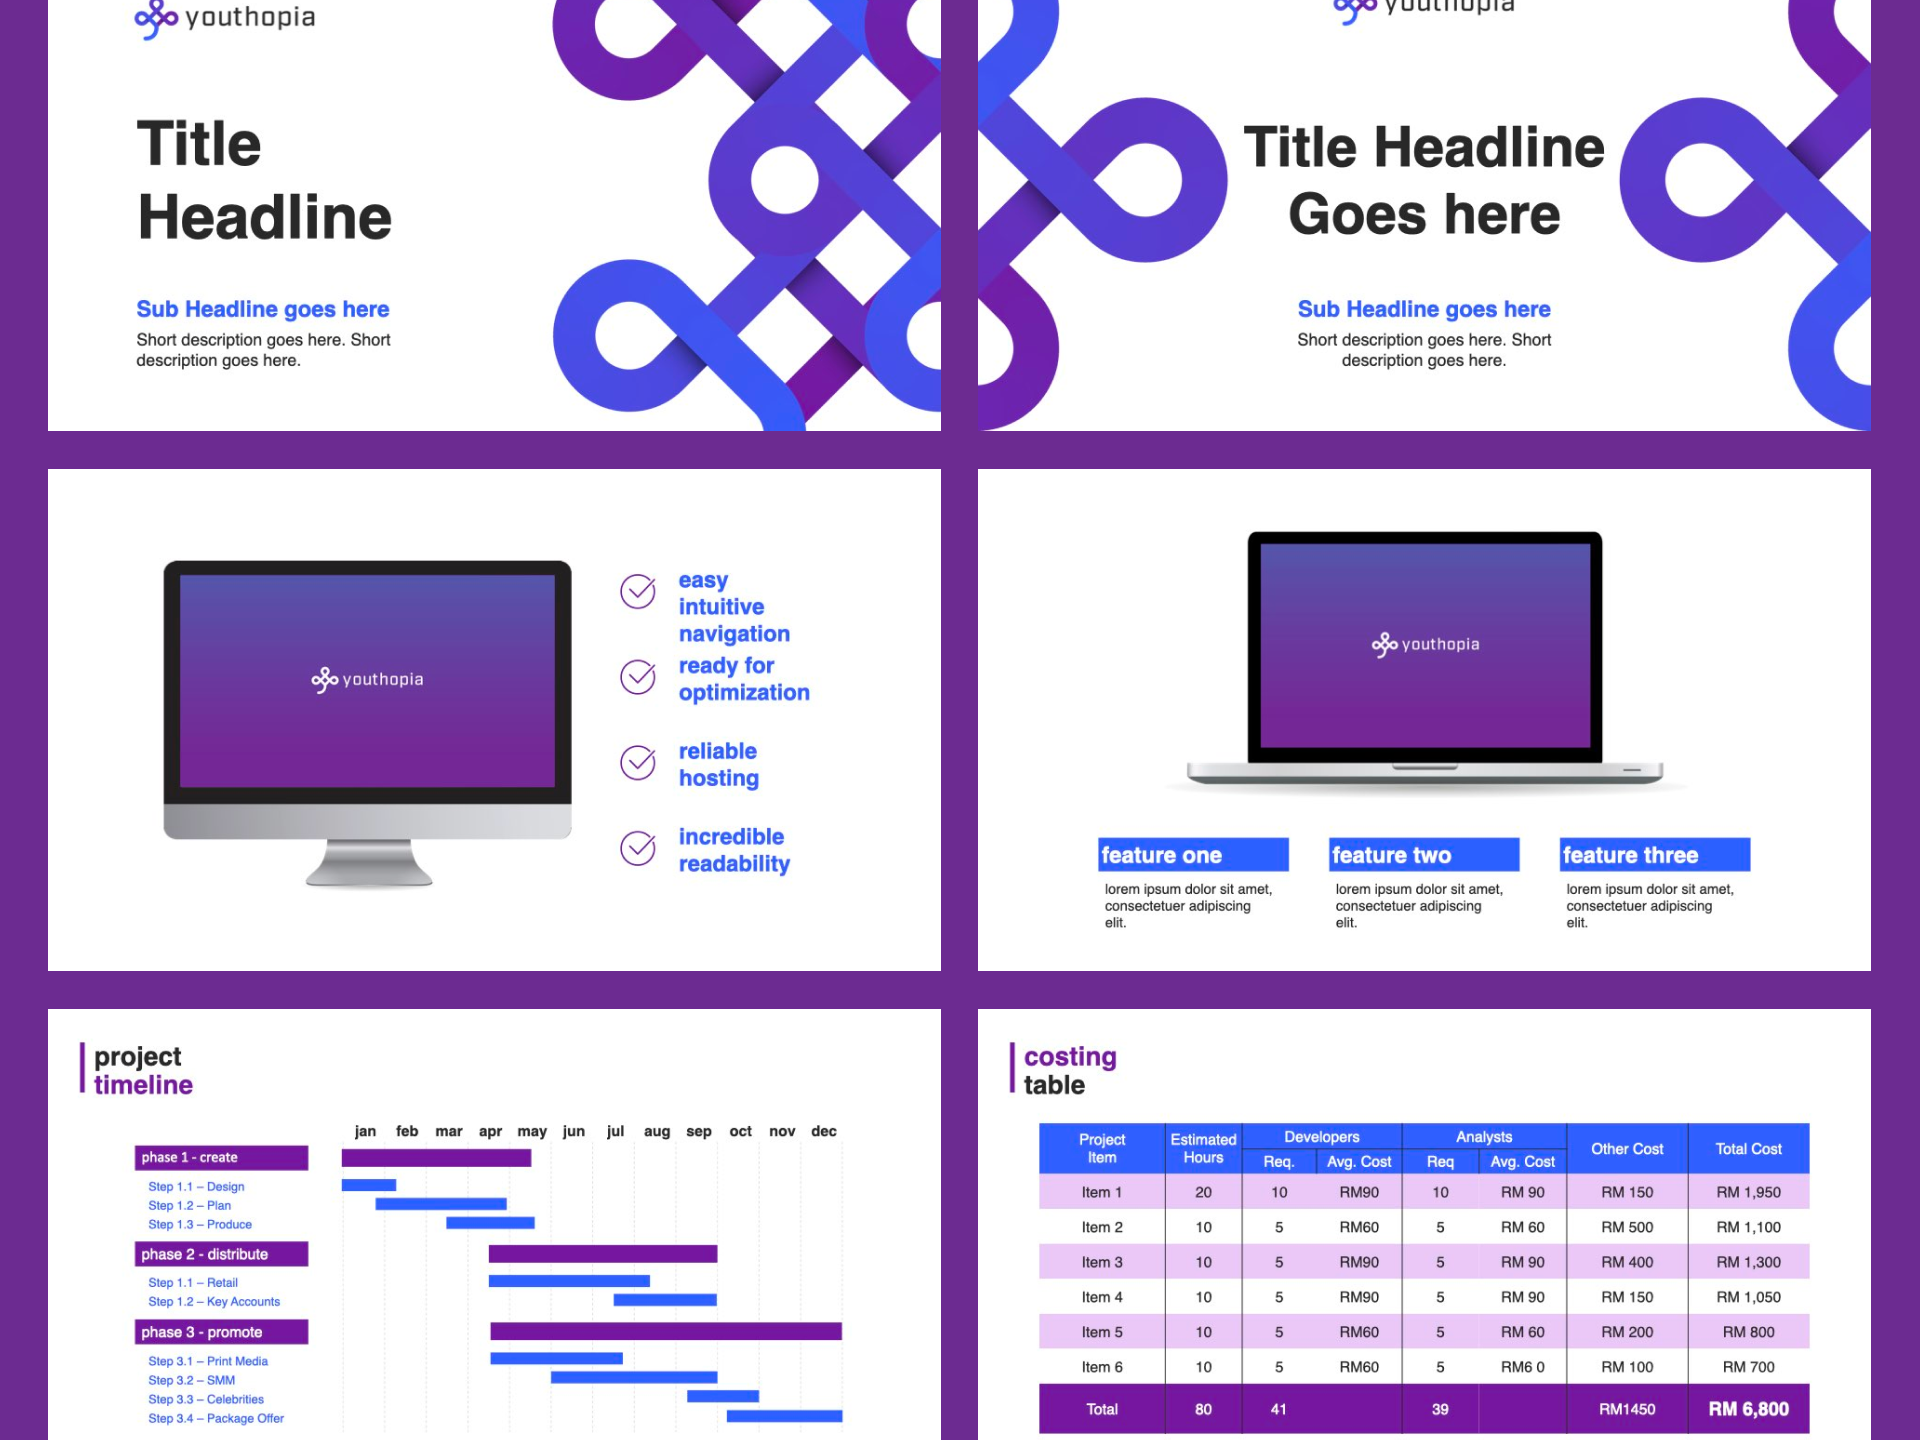 youthopia
Title
Headline
Sub Headline goes here
Short description goes here. Short
description goes here.
youthopia
Title Headline
Goes here
Sub Headline goes here
Short description goes here. Short
description goes here.
youthopia
easy
intuitive
navigation
ready for
optimization
reliable
hosting
incredible
readability
youthopia
feature one
lorem ipsum dolor sit amet,
consectetuer adipiscing
elit.
feature two
lorem ipsum dolor sit amet,
consectetuer adipiscing
elit.
feature three
lorem ipsum dolor sit amet,
consectetuer adipiscing
elit.
project
timeline
jan feb mar apr may jun jul aug sep oct nov dec
phase 1 - create
Step 1.1 – Design
Step 1.2 – Plan
Step 1.3 – Produce
phase 2 - distribute
Step 1.1 – Retail
Step 1.2 – Key Accounts
phase 3 - promote
Step 3.1 – Print Media
Step 3.2 – SMM
Step 3.3 – Celebrities
Step 3.4 – Package Offer
costing
table
Project Item Estimated Hours Developers Analysts Other Cost Total Cost
Req. Avg. Cost Req Avg. Cost
Item 1 20 10 RM90 10 RM 90 RM 150 RM 1,950
Item 2 10 5 RM60 5 RM 60 RM 500 RM 1,100
Item 3 10 5 RM90 5 RM 90 RM 400 RM 1,300
Item 4 10 5 RM90 5 RM 90 RM 150 RM 1,050
Item 5 10 5 RM60 5 RM 60 RM 200 RM 800
Item 6 10 5 RM60 5 RM6 0 RM 100 RM 700
Total 80 41 39 RM1450 RM 6,800